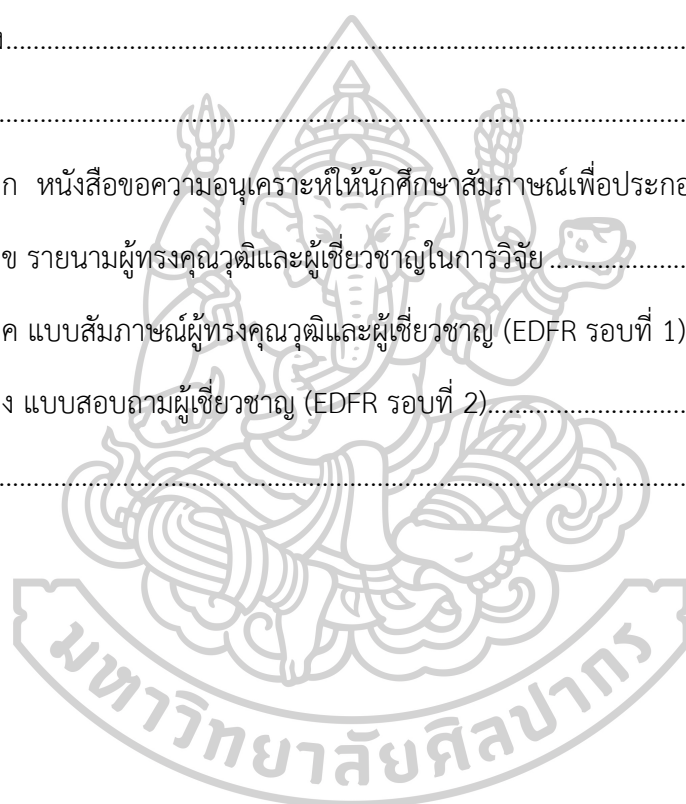 ก หนังสือขอความอนุเคราะห์ให้นักศึกษาสัมภาษณ์เพื่อประกอ
ข รายนามผู้ทรงคุณวุฒิและผู้เชี่ยวชาญในการวิจัย ....................
ค แบบสัมภาษณ์ผู้ทรงคุณวุฒิและผู้เชี่ยวชาญ (EDFR รอบที่ 1)
ง แบบสอบถามผู้เชี่ยวชาญ (EDFR รอบที่ 2)..............................
มหาวิทยาลัยศิลปากร